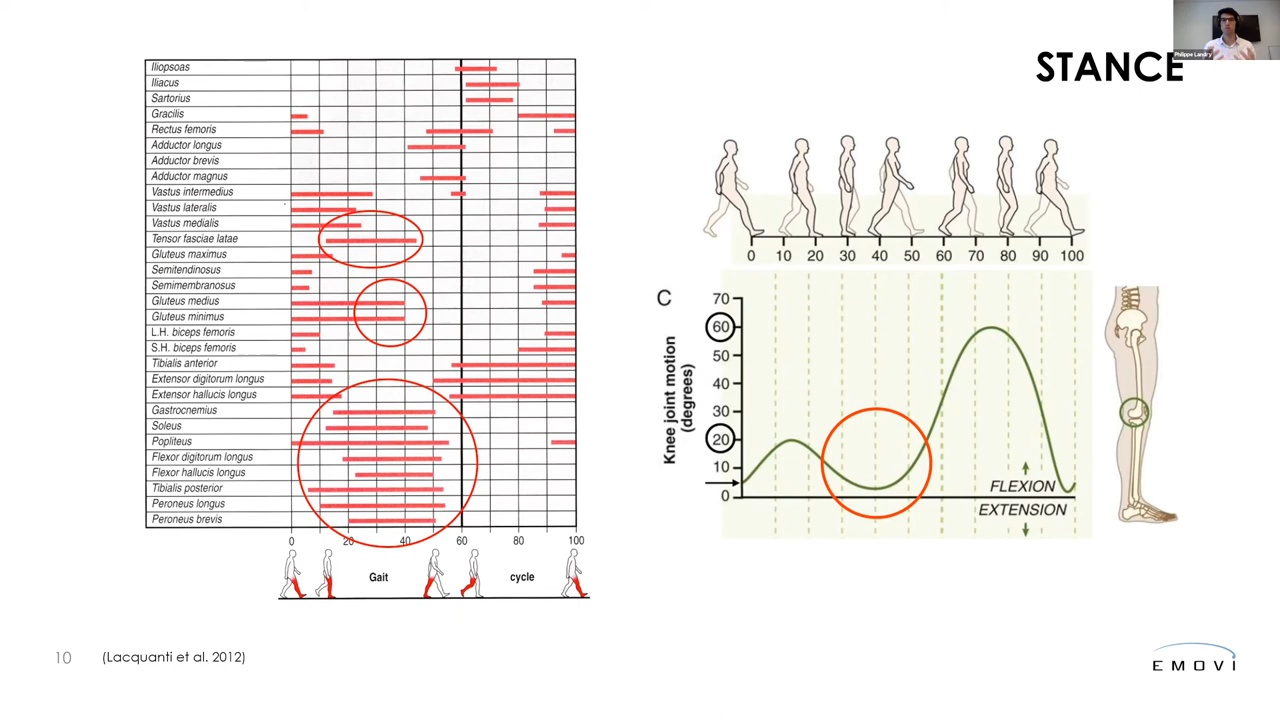 Philippe Landry
STANCE
Iliopsoas
Iliacus
Sartorius
Gracilis
Rectus femoris
Adductor longus
Adductor brevis
Adductor magnus
Vastus intermedius
Vastus lateralis
Vastus medialis
Tensor fasciae latae
Gluteus maximus
Semitendinosus
Semimembranosus
Gluteus medius
Gluteus minimus
L.H. biceps femoris
S.H. biceps femoris
Tibialis anterior
Extensor digitorum longus
Extensor hallucis longus
Gastrocnemius
Soleus
Popliteus
Flexor digitorum longus
Flexor hallucis longus
Tibialis posterior
Peroneus longus
Peroneus brevis
0 20 40 60 80 100
Gait cycle
0 10 20 30 40 60 70 80 90 100
C
Knee joint motion
(degrees)
70
60
50
40
30
20
10
0
FLEXION
EXTENSION
10
(Lacquanti et al. 2012)
EMOVI